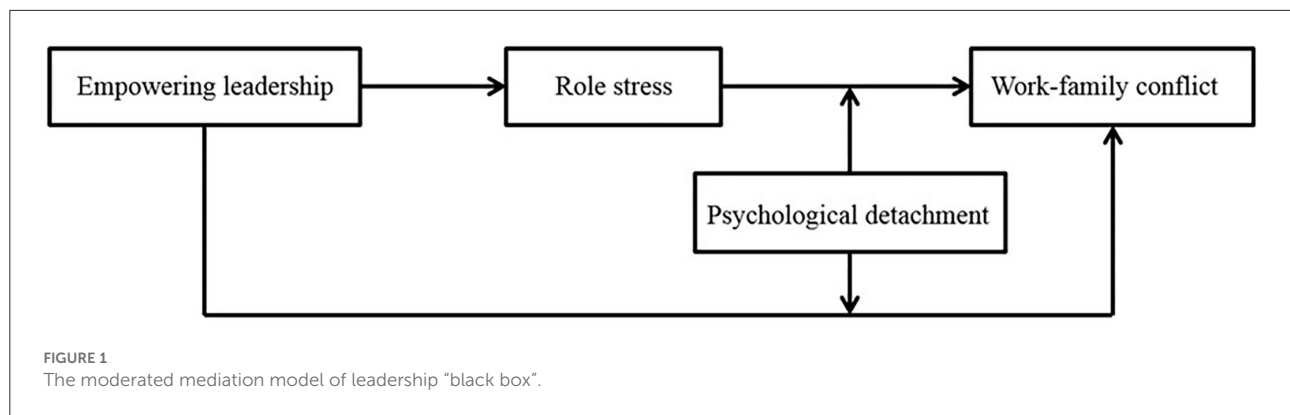 Empowering leadership
Role stress
Work-family conflict
Psychological detachment
FIGURE 1
The moderated mediation model of leadership “black box”.